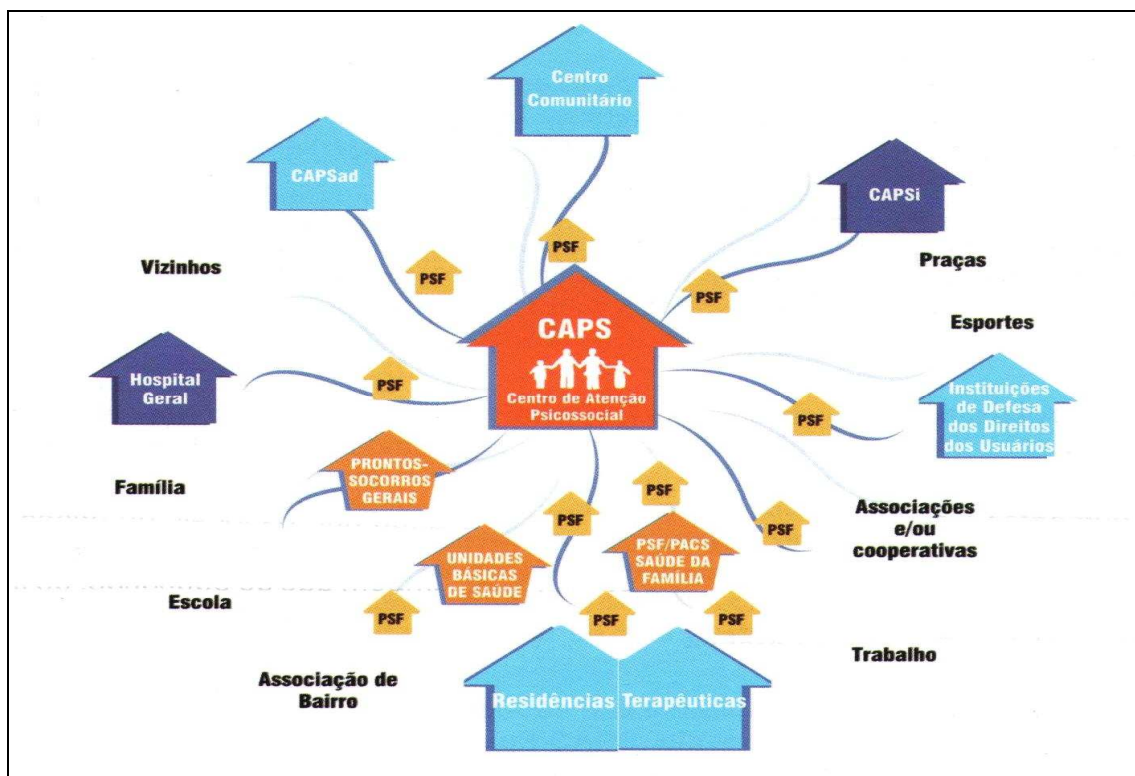 Centro
Comunitário
CAPSad
CAPSi
PSF
PSF
PSF
Vizinhos
Praças
Esportes
CAPS
Centro de Atenção
Psicossocial
Hospital
Geral
PSF
PSF
Instituições
de Defesa
dos Direitos
dos Usuários
PRONTOS-
SOCORROS
GERAIS
Família
PSF
PSF
PSF
Associações
e/ou
cooperativas
UNIDADES
BÁSICAS
DE SAÚDE
PSF/PACS
SAÚDE DA
FAMÍLIA
Escola
PSF
PSF
PSF
Trabalho
Associação de
Bairro
Residências Terapêuticas